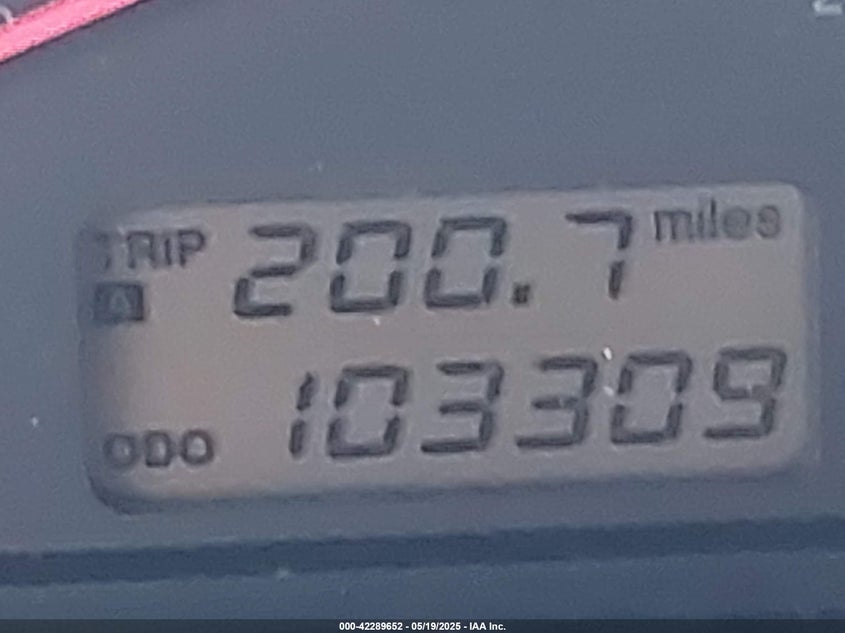 TRIP A 200.7 miles
ODO 103309
000-42289652 - 05/19/2025 - IAA Inc.